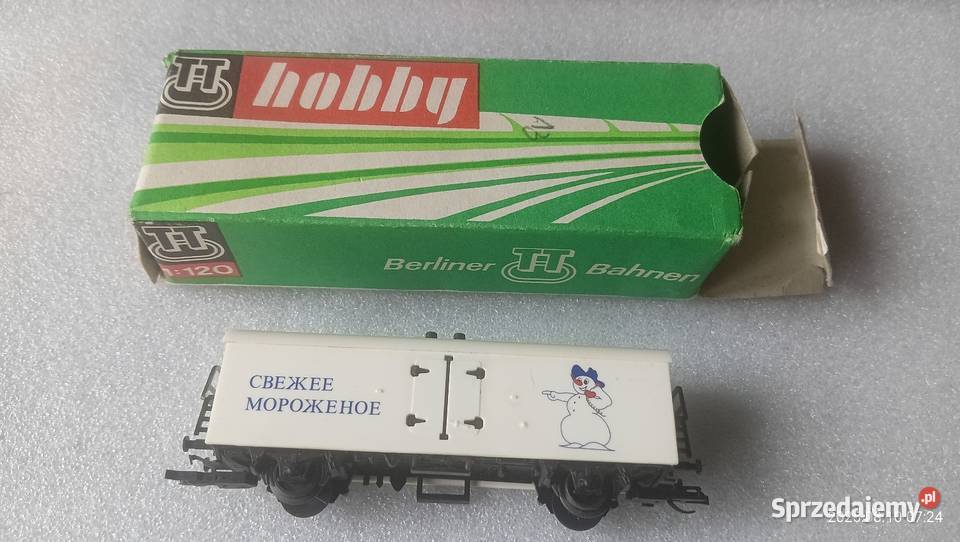 TT hobby
TT
1:120
Berliner TT Bahnen
СВЕЖЕЕ
МОРОЖЕНОЕ
Sprzedajemy.pl